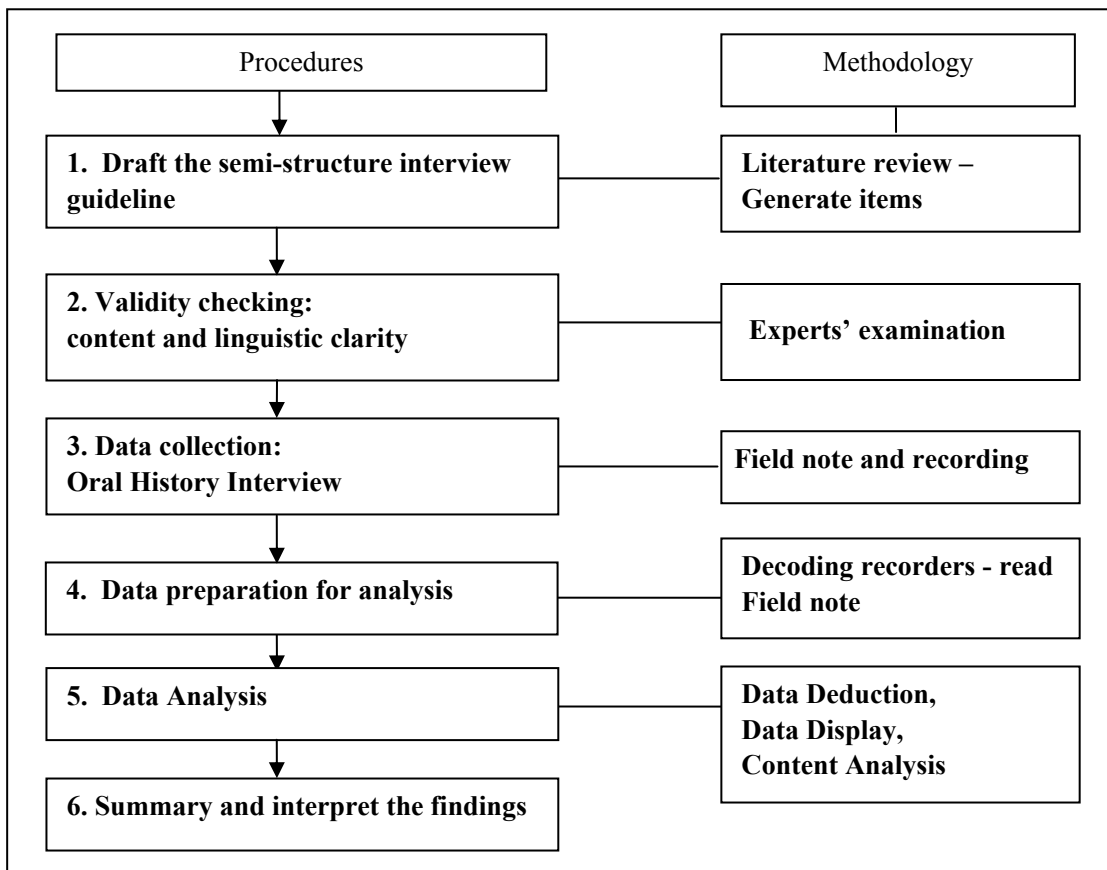 Procedures
Methodology
1. Draft the semi-structure interview
guideline
Literature review –
Generate items
2. Validity checking:
content and linguistic clarity
Experts’ examination
3. Data collection:
Oral History Interview
Field note and recording
4. Data preparation for analysis
Decoding recorders - read
Field note
5. Data Analysis
Data Deduction,
Data Display,
Content Analysis
6. Summary and interpret the findings